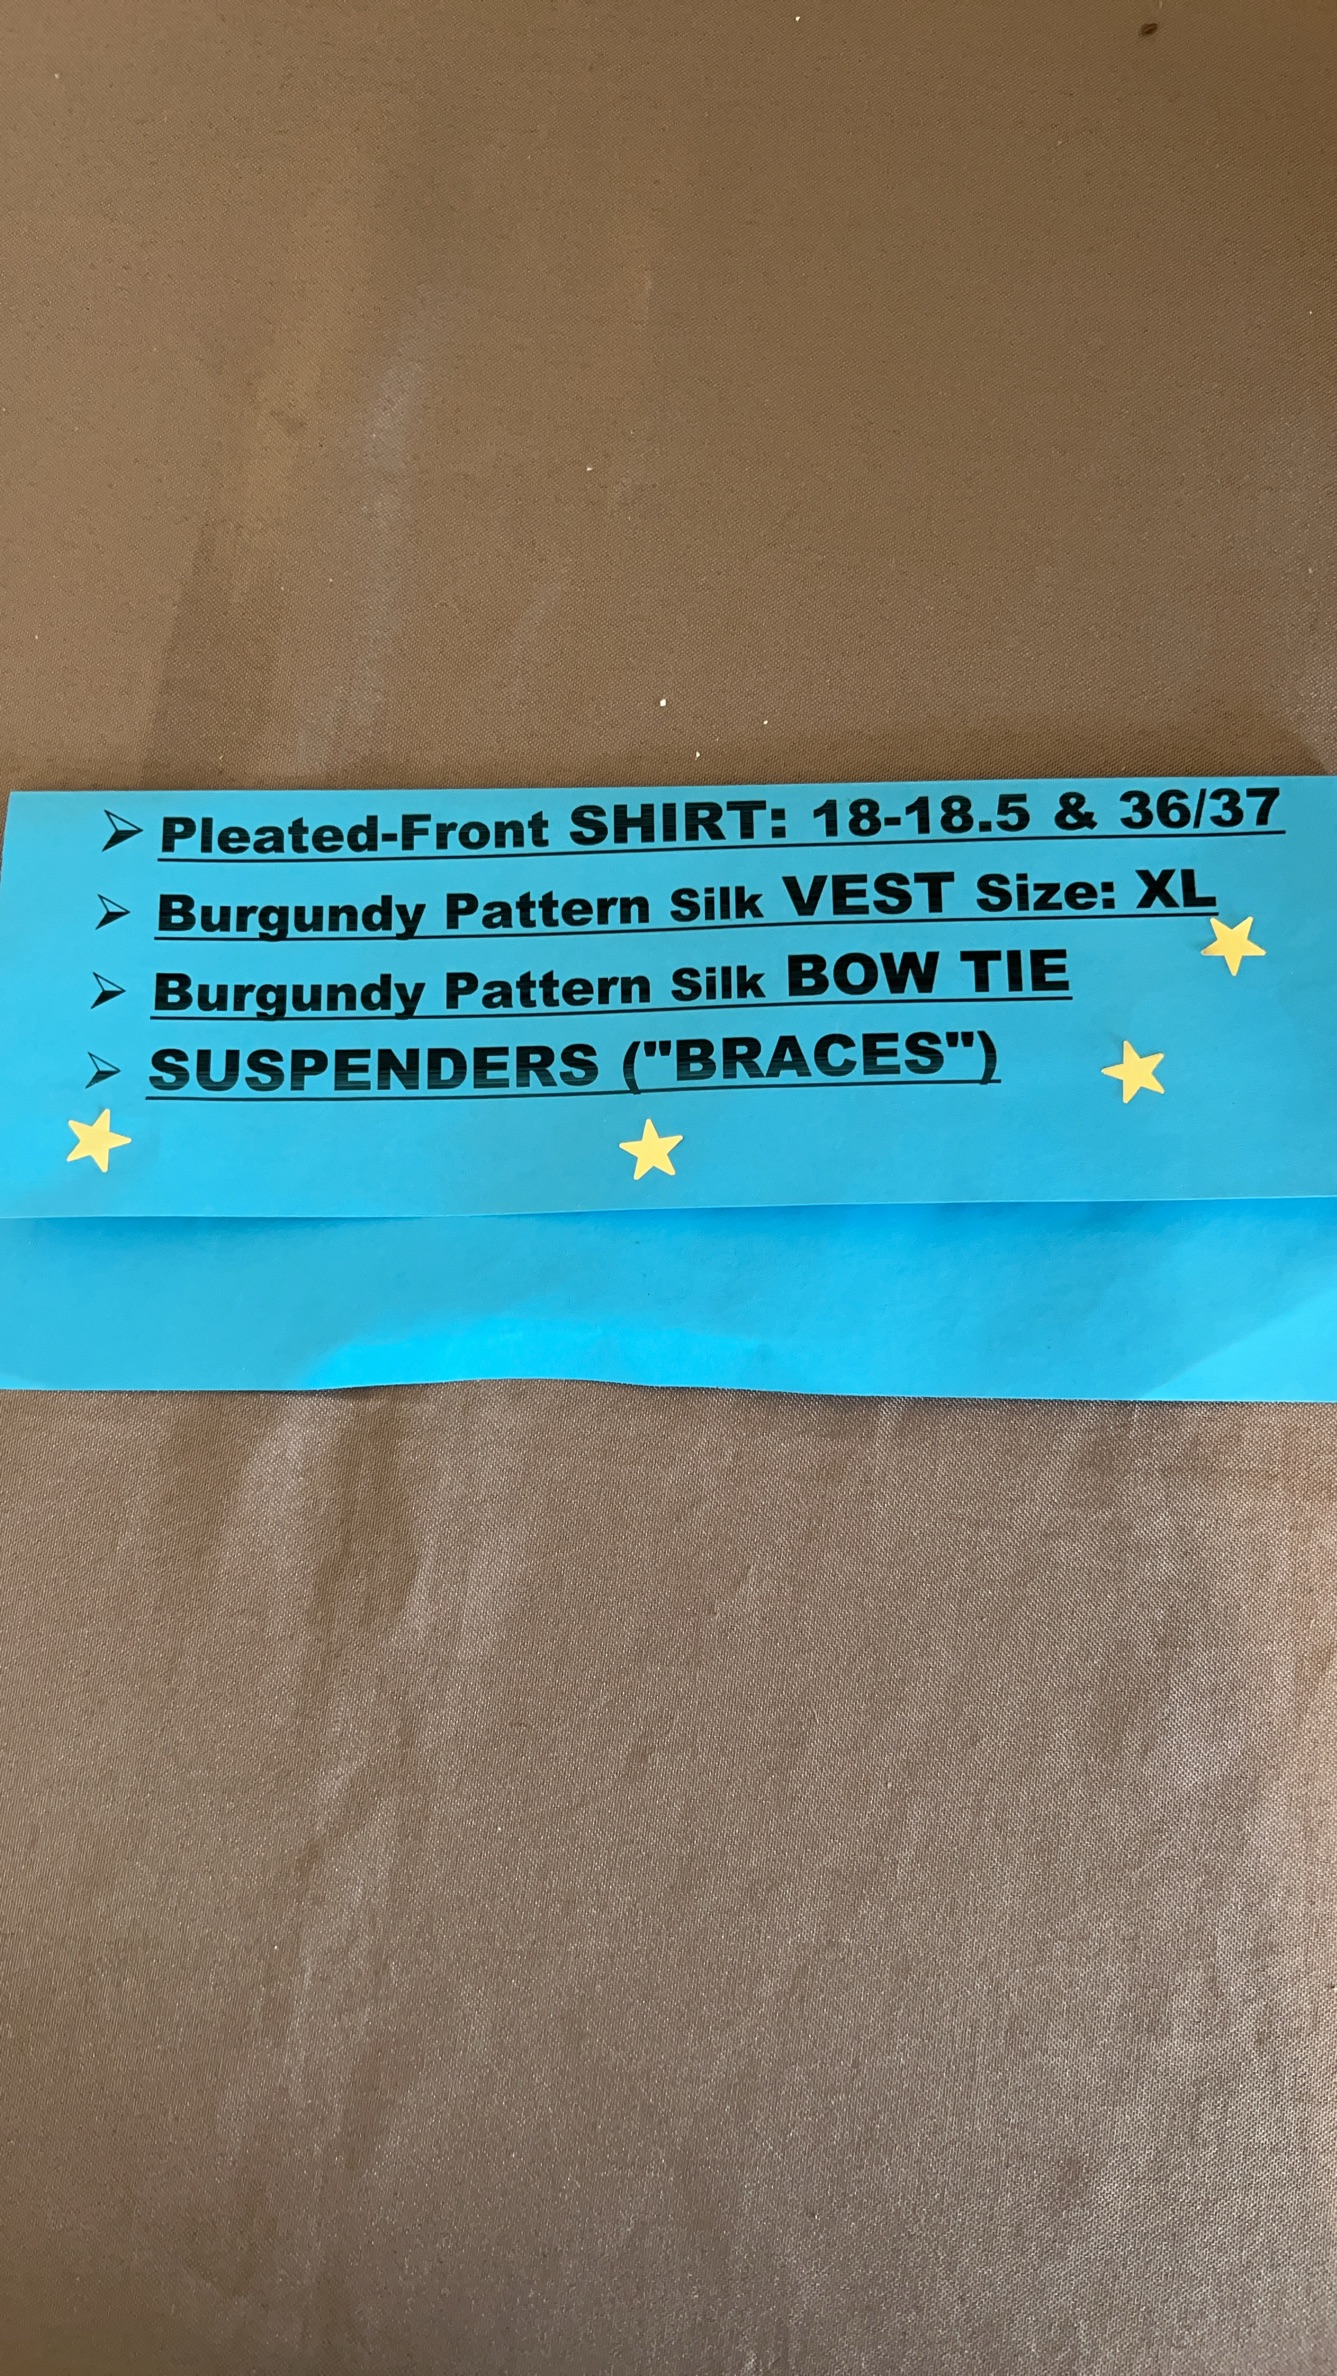 ➢ Pleated-Front SHIRT: 18-18.5 & 36/37
➢ Burgundy Pattern Silk VEST Size: XL
➢ Burgundy Pattern Silk BOW TIE
➢ SUSPENDERS ("BRACES")